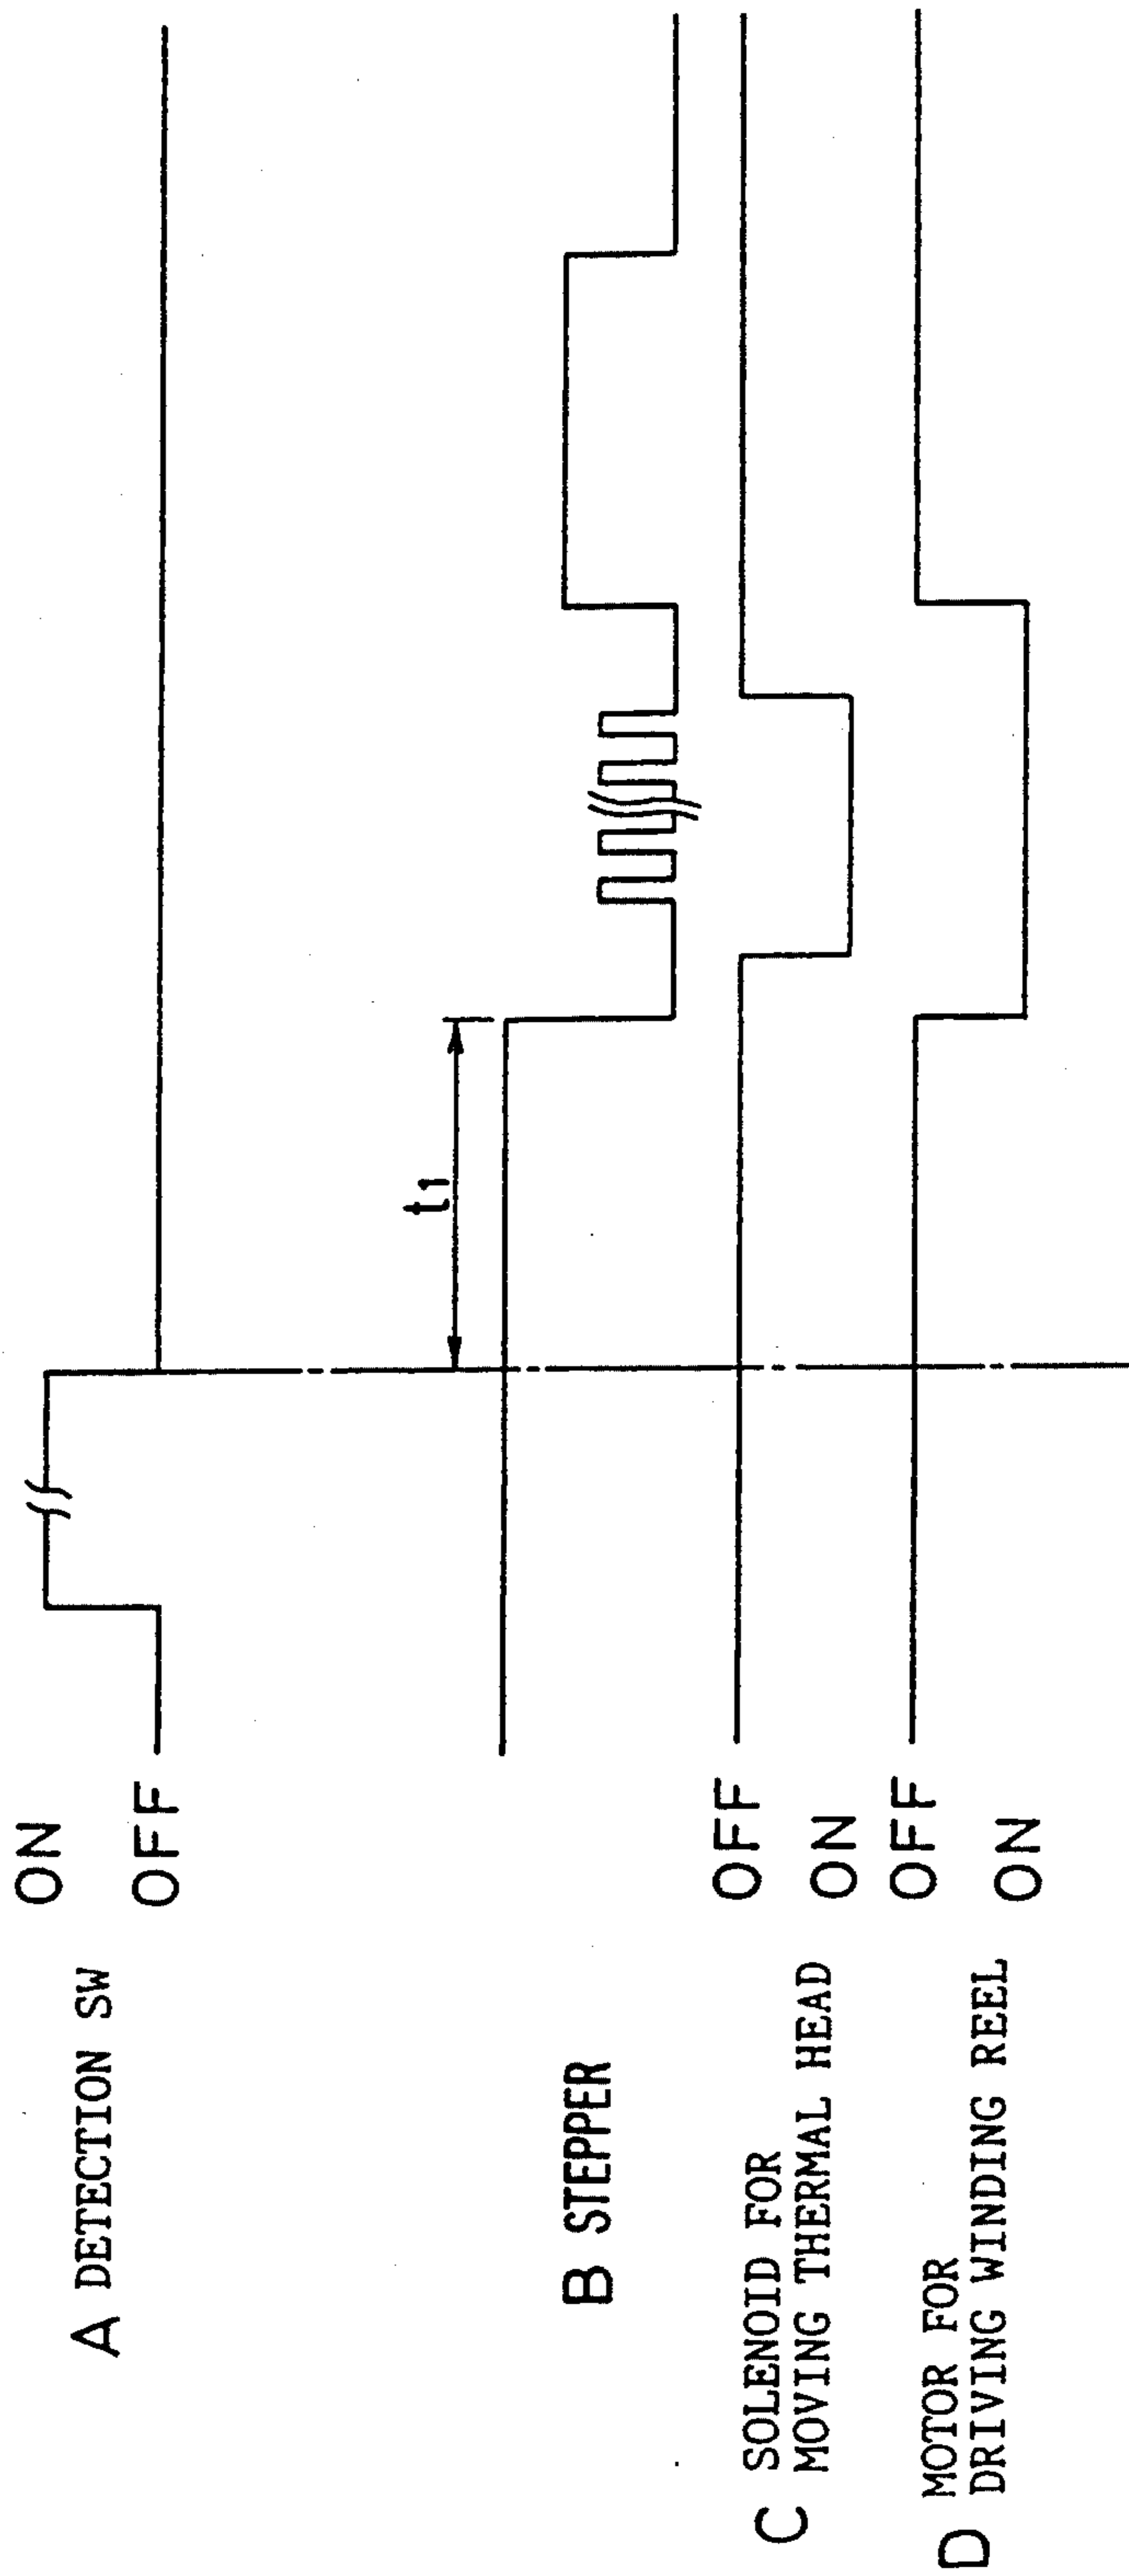 A DETECTION SW
ON
OFF
t1
B STEPPER
C SOLENOID FOR
MOVING THERMAL HEAD
OFF
ON
D MOTOR FOR
DRIVING WINDING REEL
OFF
ON